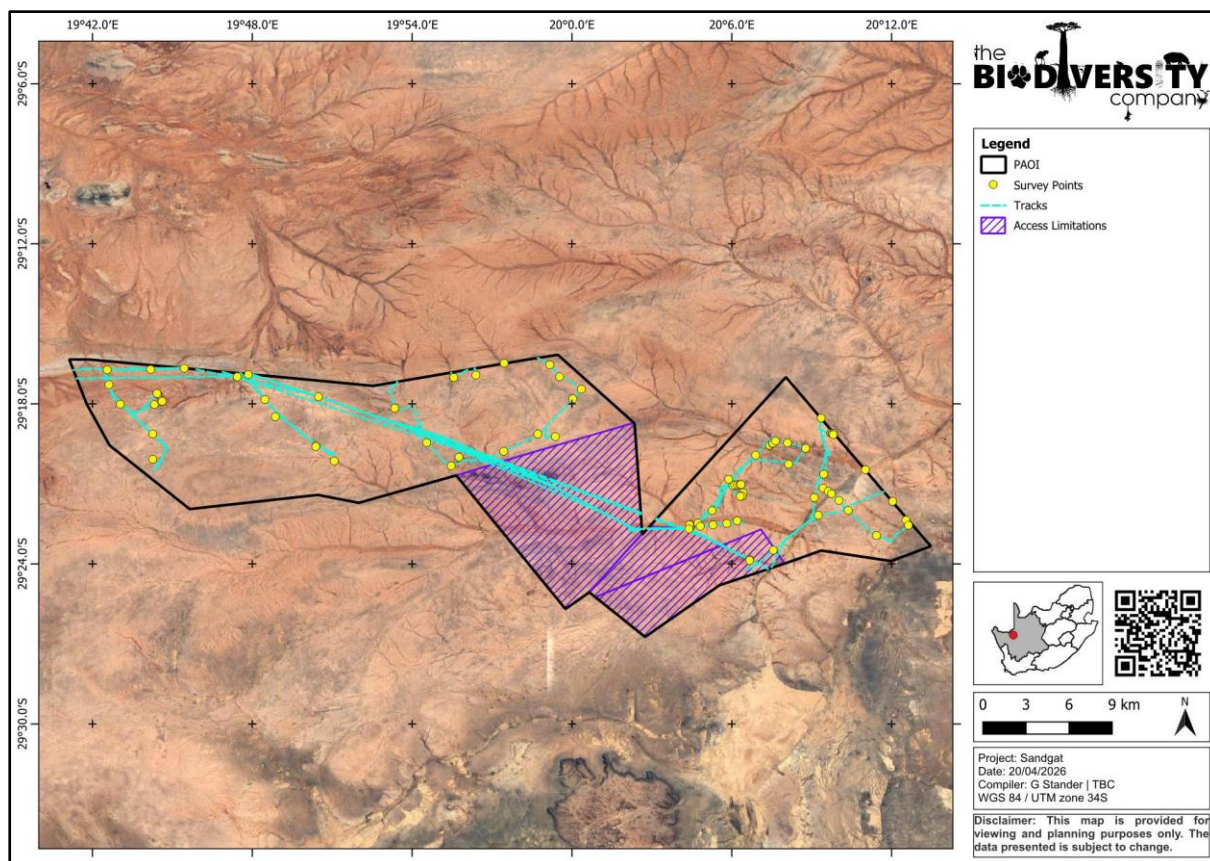 19°42.0'E 19°48.0'E 19°54.0'E 20°0.0'E 20°6.0'E 20°12.0'E
29°6.0'S
29°12.0'S
29°18.0'S
29°24.0'S
29°30.0'S
the
BIODIVERSITY
company
Legend
PAOI
Survey Points
Tracks
Access Limitations
0 3 6 9 km
N
Project: Sandgat
Date: 20/04/2026
Compiler: G Stander | TBC
WGS 84 / UTM zone 34S
Disclaimer: This map is provided for
viewing and planning purposes only. The
data presented is subject to change.